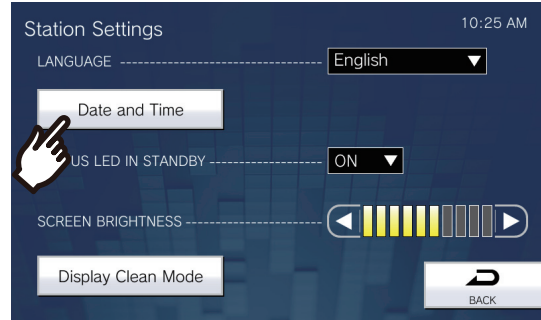 Station Settings
10:25 AM
LANGUAGE
English
Date and Time
US LED IN STANDBY
ON
SCREEN BRIGHTNESS
Display Clean Mode
BACK